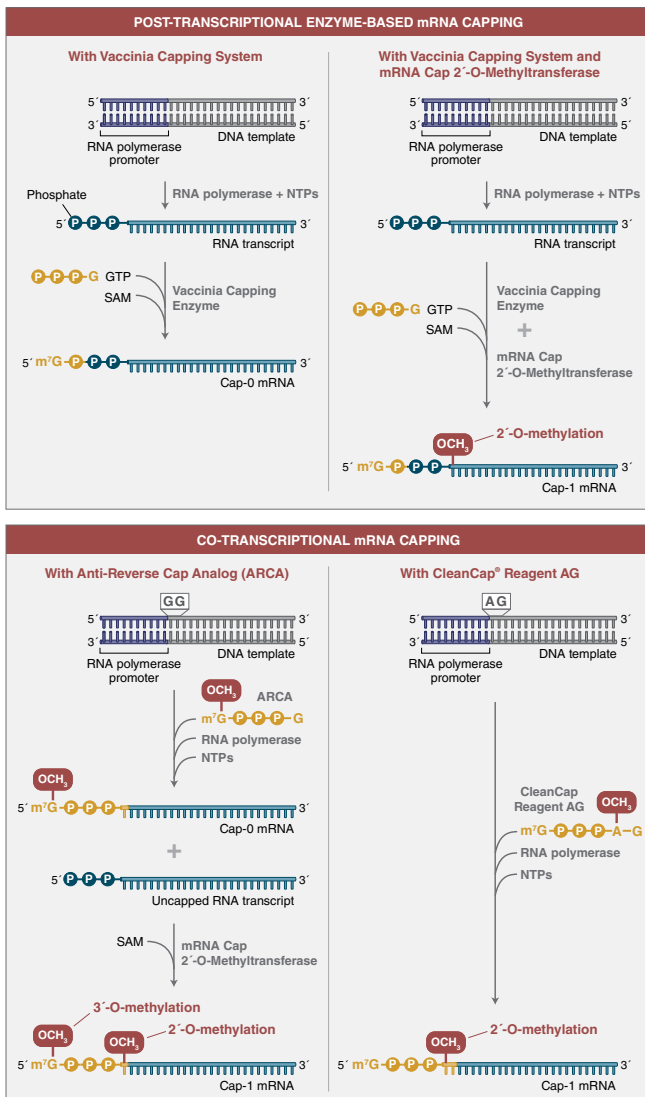 POST-TRANSCRIPTIONAL ENZYME-BASED mRNA CAPPING
With Vaccinia Capping System
5´ 3´
3´ 5´
RNA polymerase
promoter
DNA template
RNA polymerase + NTPs
Phosphate
5´ P P P 3´
RNA transcript
P P P G GTP
SAM
Vaccinia Capping
Enzyme
5´ m⁷G P P P 3´
Cap-0 mRNA
With Vaccinia Capping System and
mRNA Cap 2´-O-Methyltransferase
5´ 3´
3´ 5´
RNA polymerase
promoter
DNA template
RNA polymerase + NTPs
5´ P P P 3´
RNA transcript
Vaccinia Capping
Enzyme
P P P G GTP
+
SAM
mRNA Cap
2´-O-Methyltransferase
OCH₃ 2´-O-methylation
5´ m⁷G P P P 3´
Cap-1 mRNA
CO-TRANSCRIPTIONAL mRNA CAPPING
With Anti-Reverse Cap Analog (ARCA)
GG
5´ 3´
3´ 5´
RNA polymerase
promoter
DNA template
OCH₃ ARCA
m⁷G P P P G
RNA polymerase
NTPs
OCH₃
5´ m⁷G P P P 3´
Cap-0 mRNA
+
5´ P P P 3´
Uncapped RNA transcript
SAM
mRNA Cap
2´-O-Methyltransferase
3´-O-methylation
OCH₃ OCH₃ 2´-O-methylation
5´ m⁷G P P P 3´
Cap-1 mRNA
With CleanCap® Reagent AG
AG
5´ 3´
3´ 5´
RNA polymerase
promoter
DNA template
CleanCap
Reagent AG
OCH₃
m⁷G P P P A G
RNA polymerase
NTPs
OCH₃ 2´-O-methylation
5´ m⁷G P P P 3´
Cap-1 mRNA